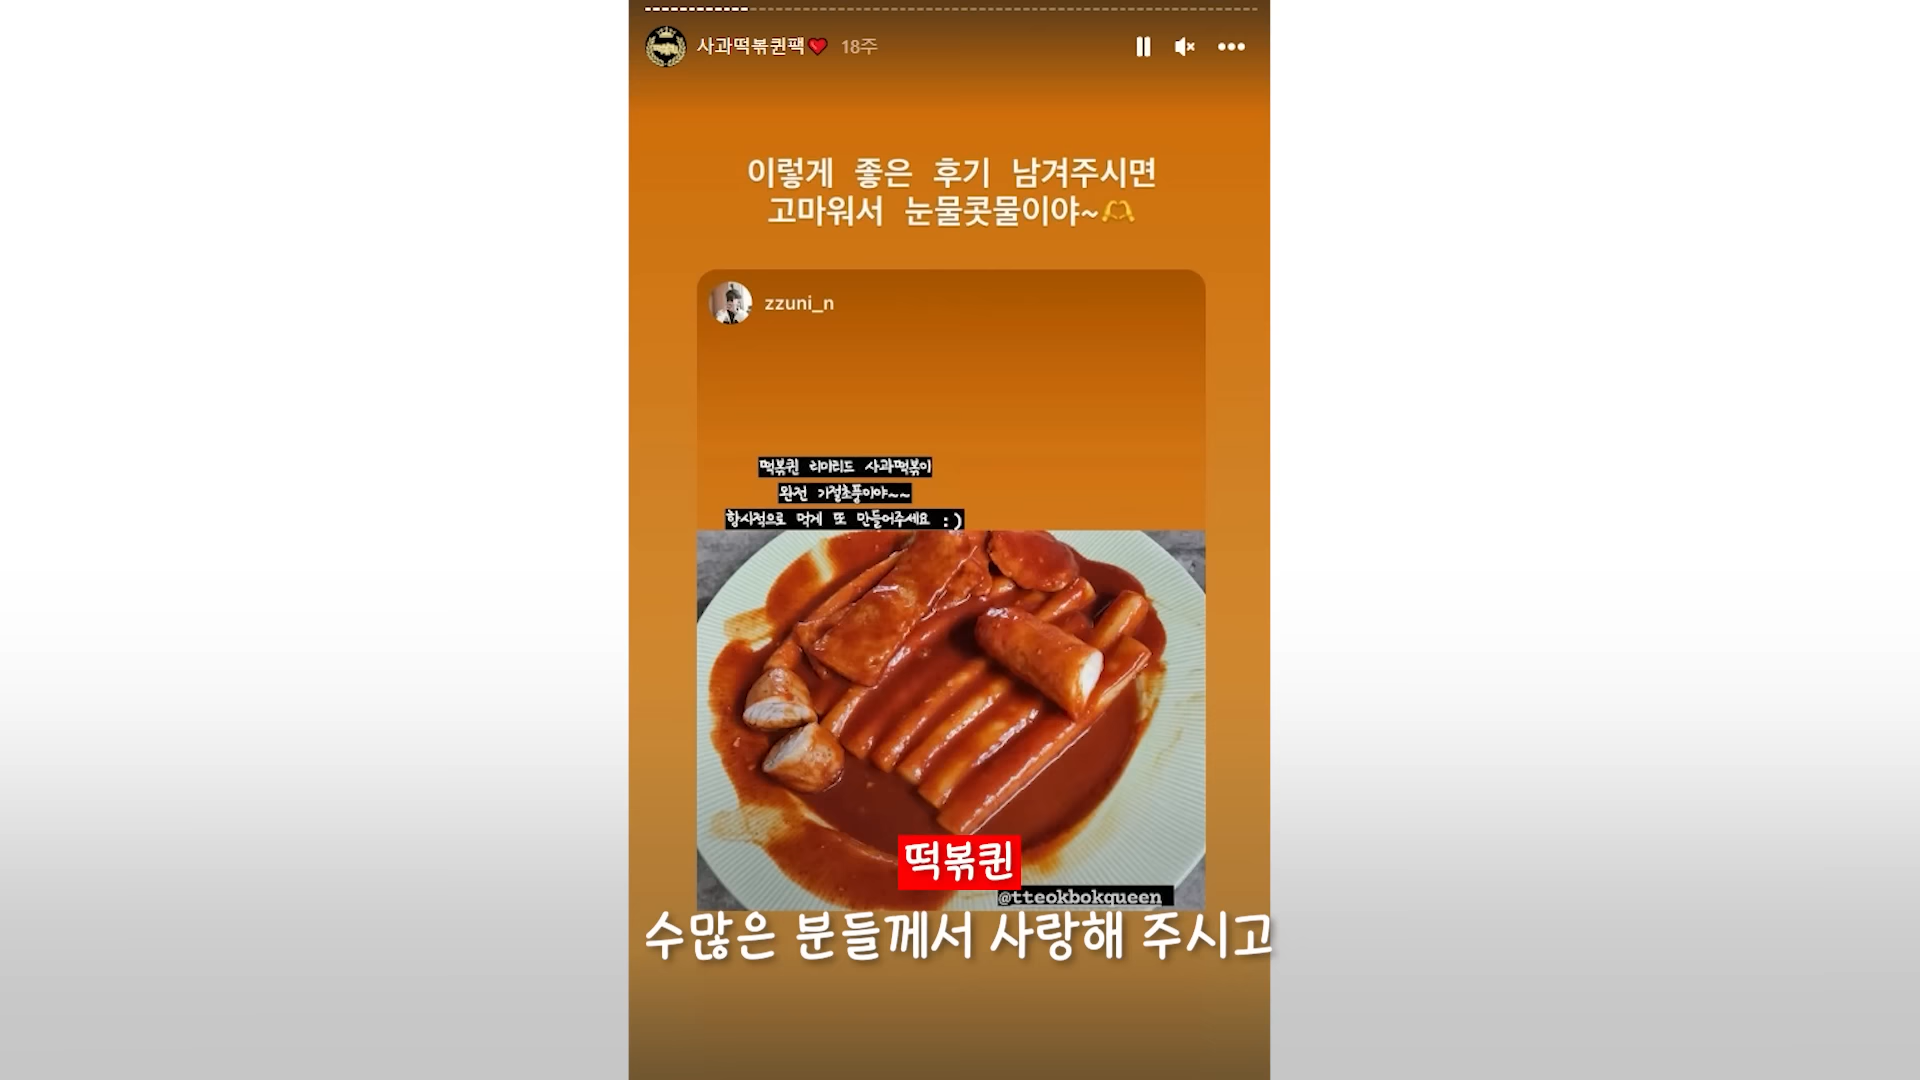 사과떡볶퀸팩❤️ 18주
이렇게 좋은 후기 남겨주시면
고마워서 눈물콧물이야~🫶
zzuni_n
떡볶퀸 리미리드 사과떡볶이
완전 기절초풍이야~~
항시적으로 먹게 또 만들어주세요 :)
떡볶퀸
@tteokbokqueen
수많은 분들께서 사랑해 주시고